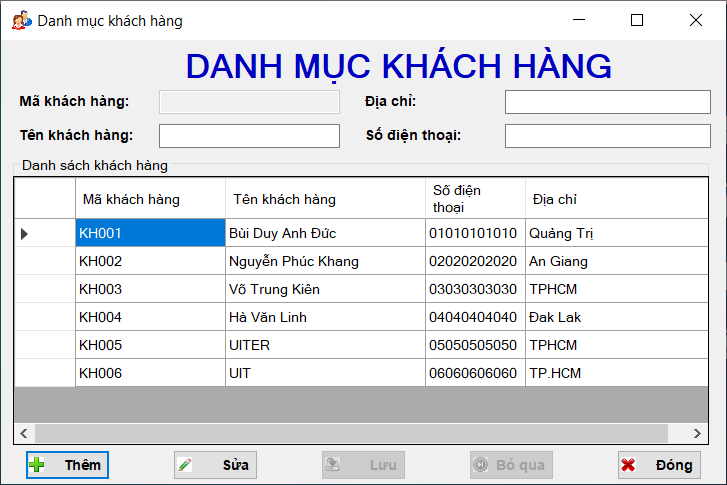 Danh mục khách hàng
DANH MỤC KHÁCH HÀNG
Mã khách hàng: Địa chỉ:
Tên khách hàng: Số điện thoại:
Danh sách khách hàng
Mã khách hàng Tên khách hàng Số điện thoại Địa chỉ
KH001 Bùi Duy Anh Đức 01010101010 Quảng Trị
KH002 Nguyễn Phúc Khang 02020202020 An Giang
KH003 Võ Trung Kiên 03030303030 TPHCM
KH004 Hà Văn Linh 04040404040 Đak Lak
KH005 UITER 05050505050 TPHCM
KH006 UIT 06060606060 TP.HCM
Thêm Sửa Lưu Bỏ qua Đóng